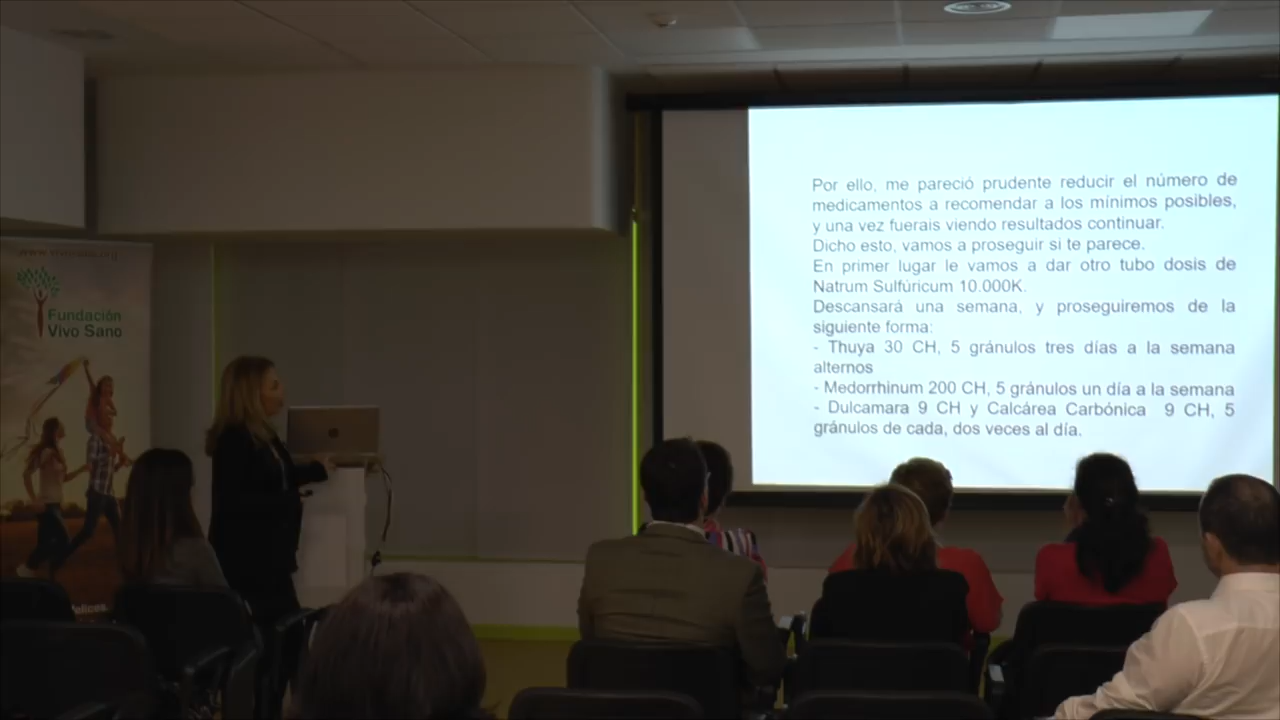 Fundación
Vivo Sano
felices.
Por ello, me pareció prudente reducir el número de
medicamentos a recomendar a los mínimos posibles,
y una vez fuerais viendo resultados continuar.
Dicho esto, vamos a proseguir si te parece.
En primer lugar le vamos a dar otro tubo dosis de
Natrum Sulfúricum 10.000K.
Descansará una semana, y proseguiremos de la
siguiente forma:
- Thuya 30 CH, 5 gránulos tres días a la semana
alternos
- Medorrhinum 200 CH, 5 gránulos un día a la semana
- Dulcamara 9 CH y Calcárea Carbónica 9 CH, 5
gránulos de cada, dos veces al día.